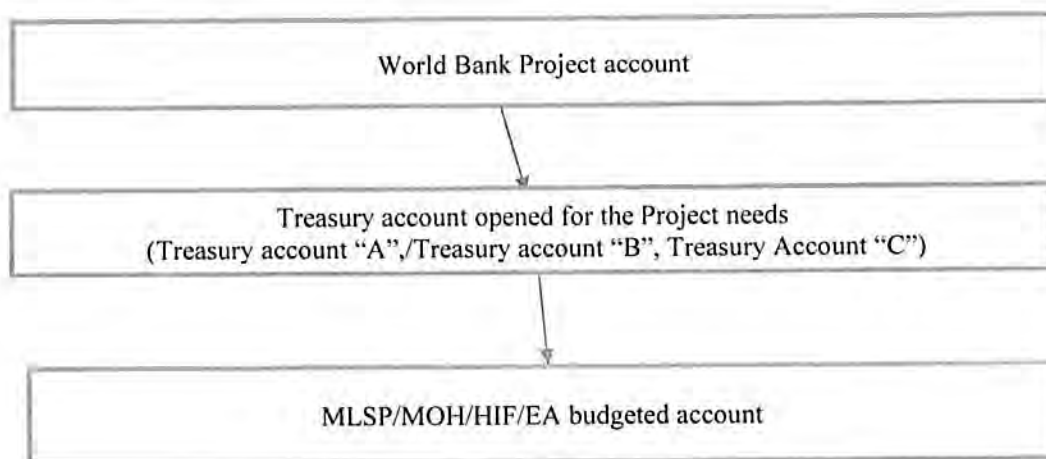 World Bank Project account
Treasury account opened for the Project needs
(Treasury account “A”,/Treasury account “B”, Treasury Account “C”)
MLSP/MOH/HIF/EA budgeted account